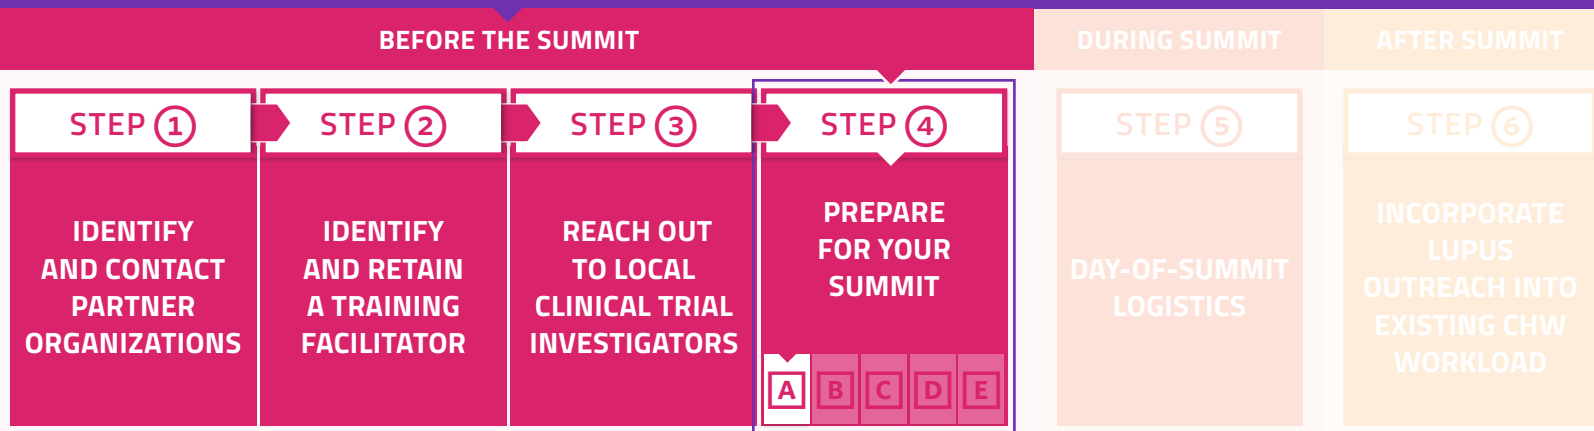 BEFORE THE SUMMIT
DURING SUMMIT
AFTER SUMMIT
STEP 1
IDENTIFY
AND CONTACT
PARTNER
ORGANIZATIONS
STEP 2
IDENTIFY
AND RETAIN
A TRAINING
FACILITATOR
STEP 3
REACH OUT
TO LOCAL
CLINICAL TRIAL
INVESTIGATORS
STEP 4
PREPARE
FOR YOUR
SUMMIT
A B C D E
STEP 5
DAY-OF-SUMMIT
LOGISTICS
STEP 6
INCORPORATE
LUPUS
OUTREACH INTO
EXISTING CHW
WORKLOAD